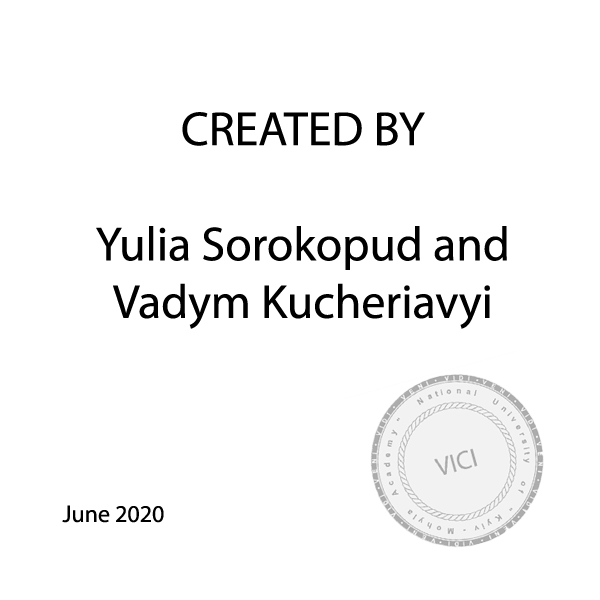 CREATED BY
Yulia Sorokopud and
Vadym Kucheriavyi
June 2020
National University of - Kyiv - Mohyla Academy -
VICI